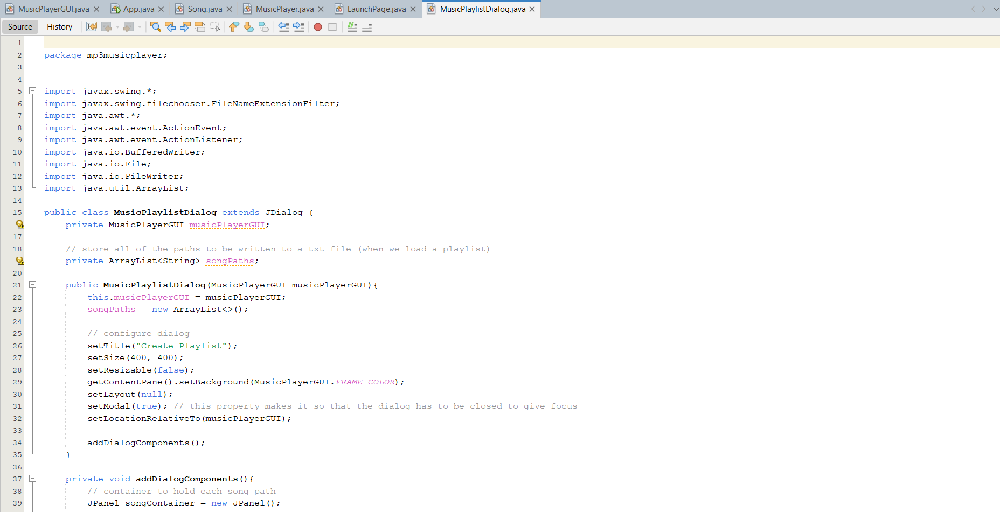 MusicPlayerGUI.java App.java Song.java MusicPlayer.java LaunchPage.java MusicPlaylistDialog.java
Source History
1
2 package mp3musicplayer;
3
4
5 import javax.swing.*;
6 import javax.swing.filechooser.FileNameExtensionFilter;
7 import java.awt.*;
8 import java.awt.event.ActionEvent;
9 import java.awt.event.ActionListener;
10 import java.io.BufferedWriter;
11 import java.io.File;
12 import java.io.FileWriter;
13 import java.util.ArrayList;
14
15 public class MusicPlaylistDialog extends JDialog {
private MusicPlayerGUI musicPlayerGUI;
17
18 // store all of the paths to be written to a txt file (when we load a playlist)
private ArrayList<String> songPaths;
20
21 public MusicPlaylistDialog(MusicPlayerGUI musicPlayerGUI){
22 this.musicPlayerGUI = musicPlayerGUI;
23 songPaths = new ArrayList<>();
24
25 // configure dialog
26 setTitle("Create Playlist");
27 setSize(400, 400);
28 setResizable(false);
29 getContentPane().setBackground(MusicPlayerGUI.FRAME_COLOR);
30 setLayout(null);
31 setModal(true); // this property makes it so that the dialog has to be closed to give focus
32 setLocationRelativeTo(musicPlayerGUI);
33
34 addDialogComponents();
35 }
36
37 private void addDialogComponents(){
38 // container to hold each song path
39 JPanel songContainer = new JPanel();